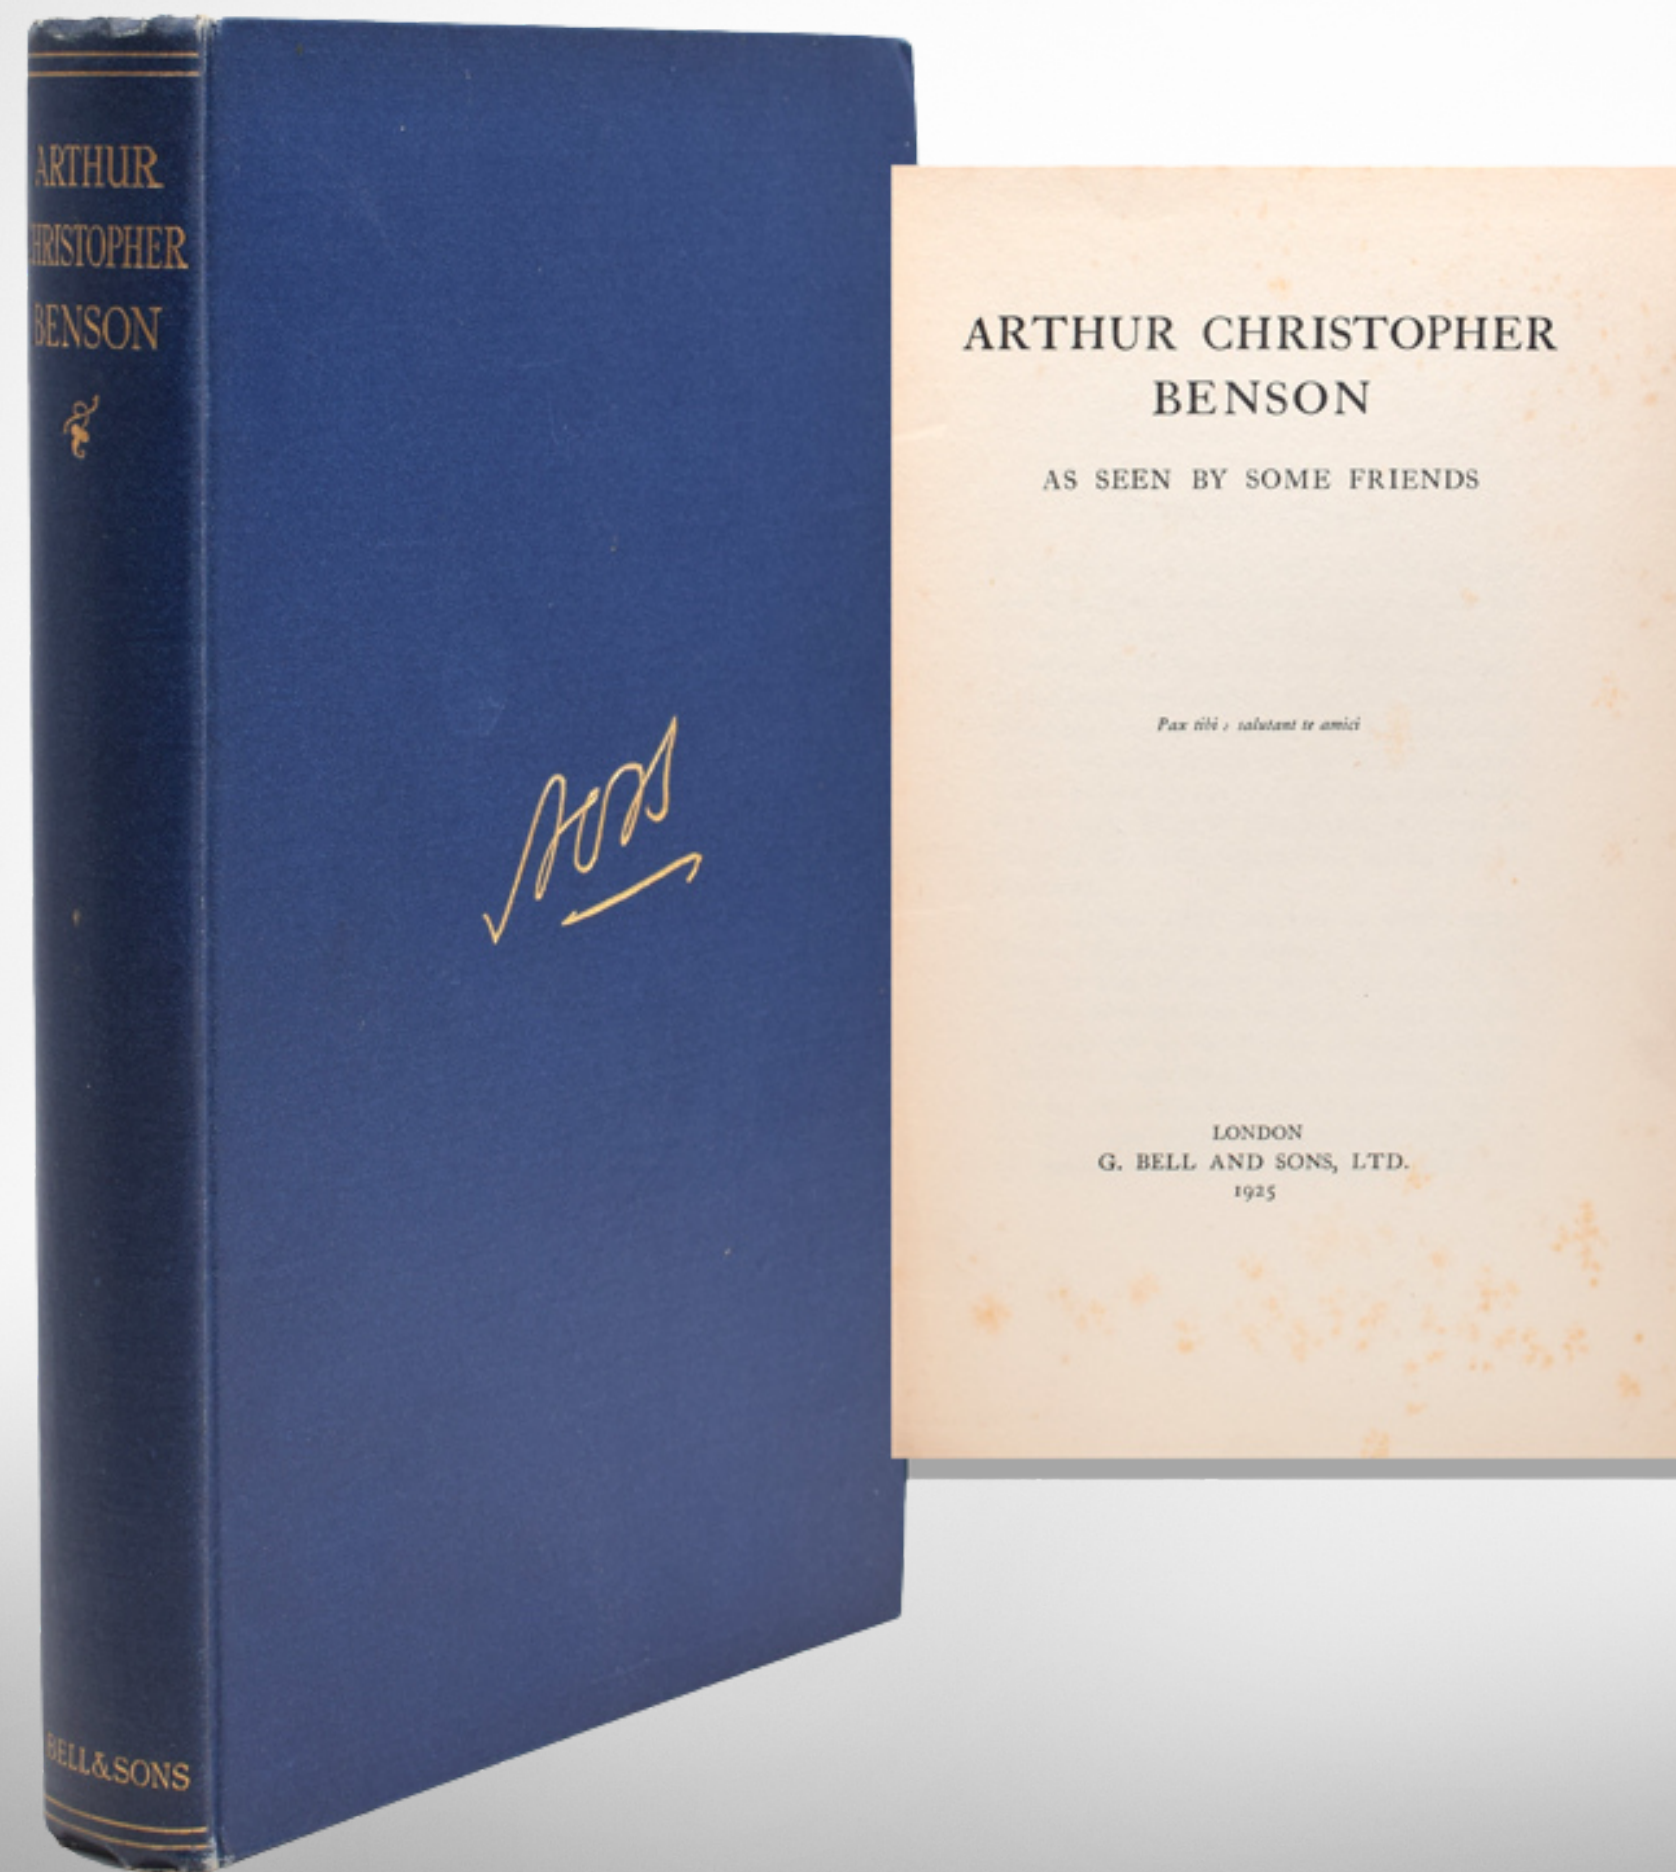 ARTHUR
CHRISTOPHER
BENSON
BELL&SONS
ARTHUR CHRISTOPHER
BENSON
AS SEEN BY SOME FRIENDS
Pax tibi, salutant te amici
LONDON
G. BELL AND SONS, LTD.
1925